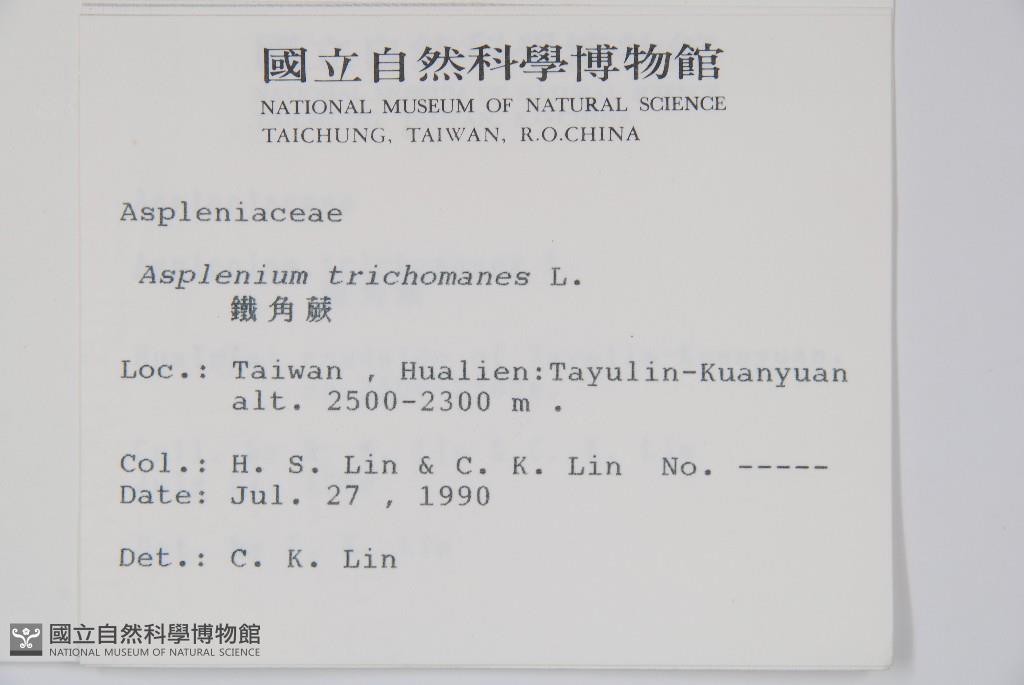 國立自然科學博物館
NATIONAL MUSEUM OF NATURAL SCIENCE
TAICHUNG, TAIWAN, R.O.CHINA
Aspleniaceae
Asplenium trichomanes L.
鐵角蕨
Loc.: Taiwan , Hualien:Tayulin-Kuanyuan
alt. 2500-2300 m .
Col.: H. S. Lin & C. K. Lin No. -----
Date: Jul. 27 , 1990
Det.: C. K. Lin
國立自然科學博物館
NATIONAL MUSEUM OF NATURAL SCIENCE